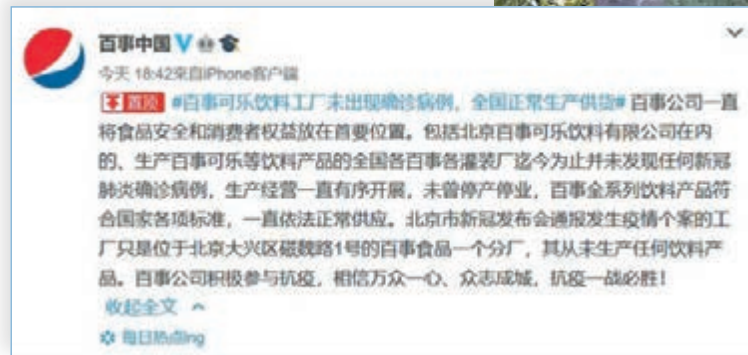 百事中国
今天 18:42来自iPhone客户端
置顶 #百事可乐饮料工厂未出现确诊病例，全国正常生产供货# 百事公司一直
将食品安全和消费者权益放在首要位置。包括北京百事可乐饮料有限公司在内
的、生产百事可乐等饮料产品的全国各百事各灌装厂迄今为止并未发现任何新冠
肺炎确诊病例，生产经营一直有序开展，未曾停产停业，百事全系列饮料产品符
合国家各项标准，一直依法正常供应。北京市新冠发布会通报发生疫情个案的工
厂只是位于北京大兴区磁魏路1号的百事食品一个分厂，其从未生产任何饮料产
品。百事公司积极参与抗疫，相信万众一心、众志成城，抗疫一战必胜！
收起全文
每日热点ing